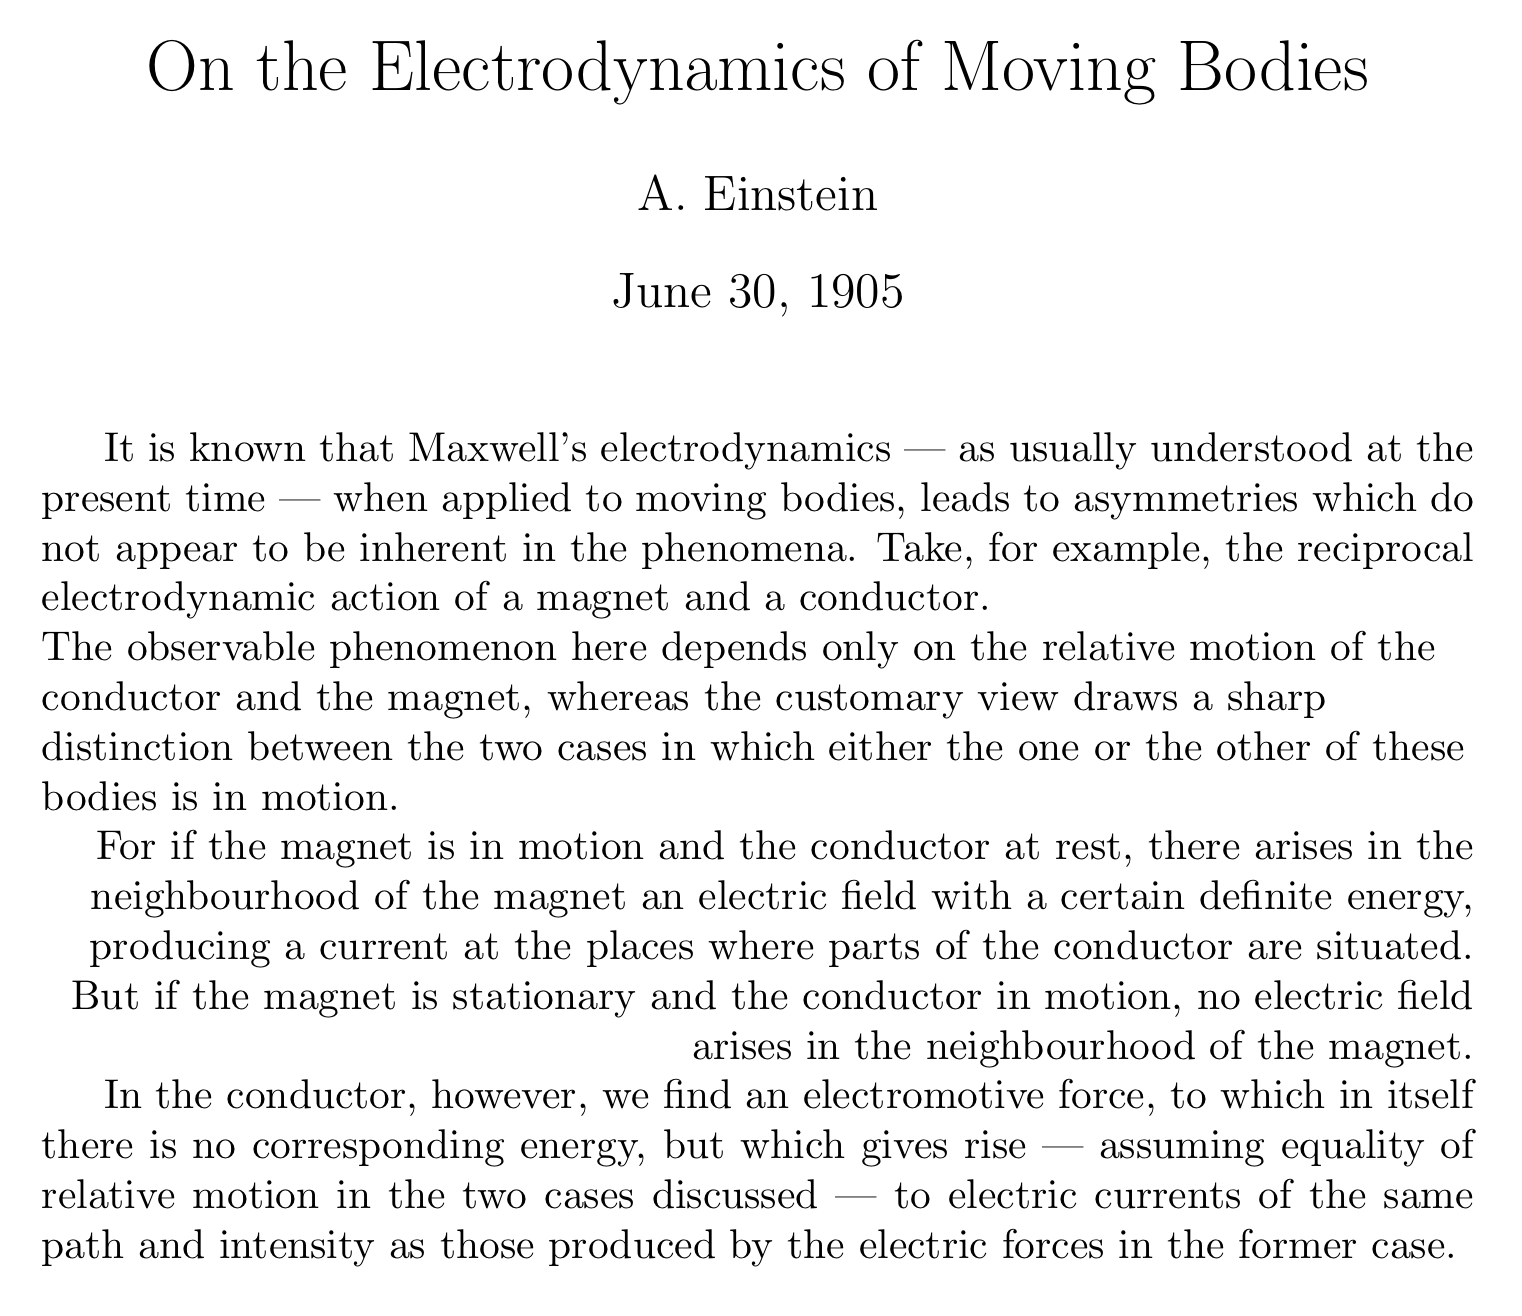 On the Electrodynamics of Moving Bodies
A. Einstein
June 30, 1905
It is known that Maxwell’s electrodynamics — as usually understood at the
present time — when applied to moving bodies, leads to asymmetries which do
not appear to be inherent in the phenomena. Take, for example, the reciprocal
electrodynamic action of a magnet and a conductor.
The observable phenomenon here depends only on the relative motion of the
conductor and the magnet, whereas the customary view draws a sharp
distinction between the two cases in which either the one or the other of these
bodies is in motion.
For if the magnet is in motion and the conductor at rest, there arises in the
neighbourhood of the magnet an electric field with a certain definite energy,
producing a current at the places where parts of the conductor are situated.
But if the magnet is stationary and the conductor in motion, no electric field
arises in the neighbourhood of the magnet.
In the conductor, however, we find an electromotive force, to which in itself
there is no corresponding energy, but which gives rise — assuming equality of
relative motion in the two cases discussed — to electric currents of the same
path and intensity as those produced by the electric forces in the former case.